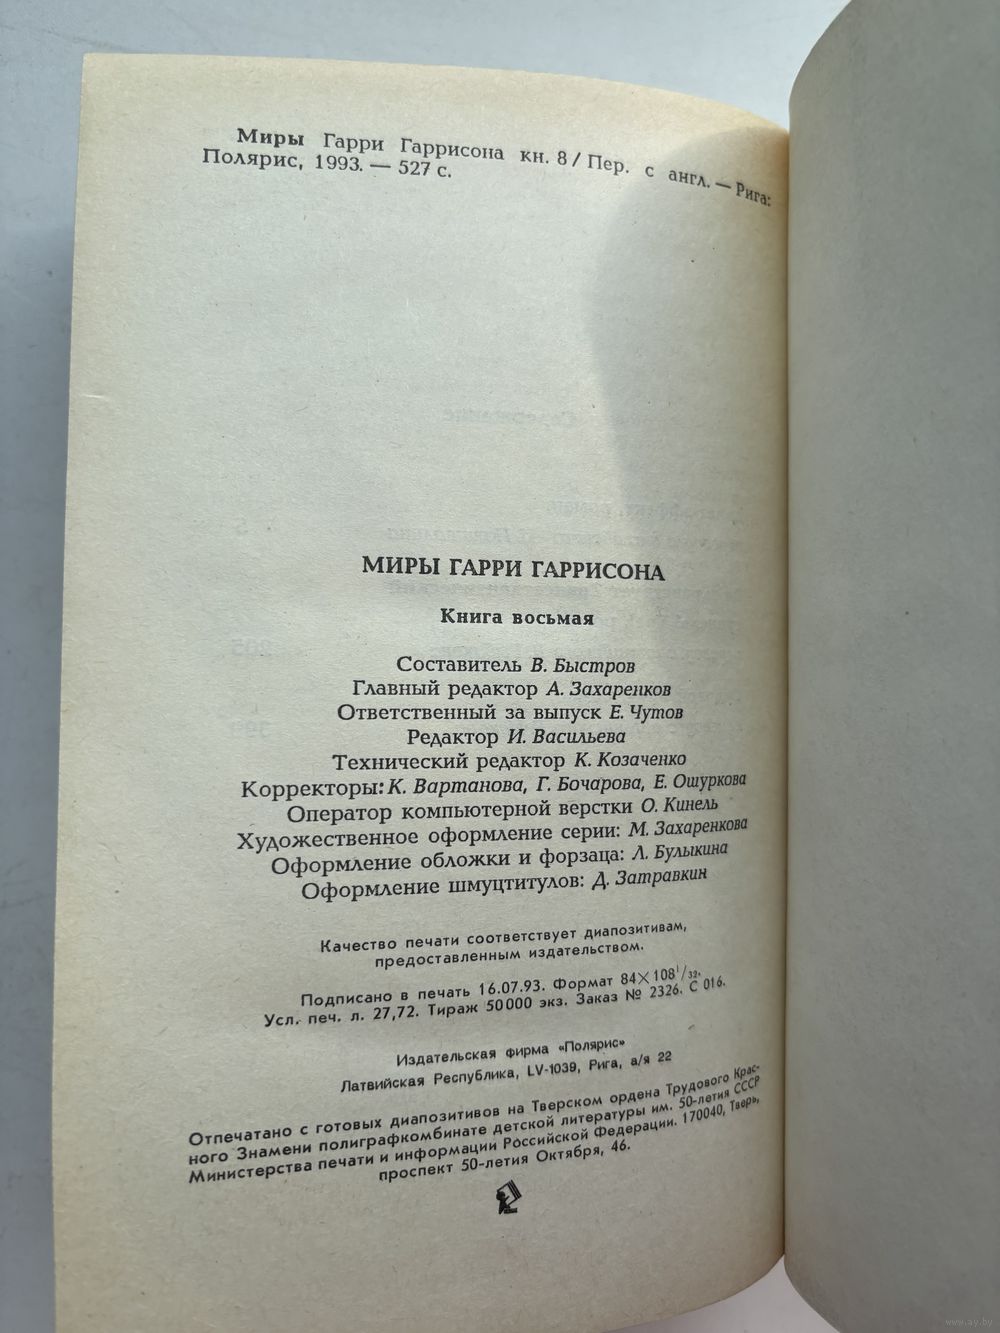 Миры Гарри Гаррисона кн. 8 / Пер. с англ. — Рига:
Полярис, 1993. — 527 с.
МИРЫ ГАРРИ ГАРРИСОНА
Книга восьмая
Составитель В. Быстров
Главный редактор А. Захаренков
Ответственный за выпуск Е. Чутов
Редактор И. Васильева
Технический редактор К. Козаченко
Корректоры: К. Вартанова, Г. Бочарова, Е. Ошуркова
Оператор компьютерной верстки О. Кинель
Художественное оформление серии: М. Захаренкова
Оформление обложки и форзаца: Л. Булыкина
Оформление шмуцтитулов: Д. Затравкин
Качество печати соответствует диапозитивам,
предоставленным издательством.
Подписано в печать 16.07.93. Формат 84×108¹/₃₂.
Усл. печ. л. 27,72. Тираж 50 000 экз. Заказ № 2326. С 016.
Издательская фирма «Полярис»
Латвийская Республика, LV-1039, Рига, а/я 22
Отпечатано с готовых диапозитивов на Тверском ордена Трудового Крас-
ного Знамени полиграфкомбинате детской литературы им. 50-летия СССР
Министерства печати и информации Российской Федерации. 170040, Тверь,
проспект 50-летия Октября, 46.
www.ay.by